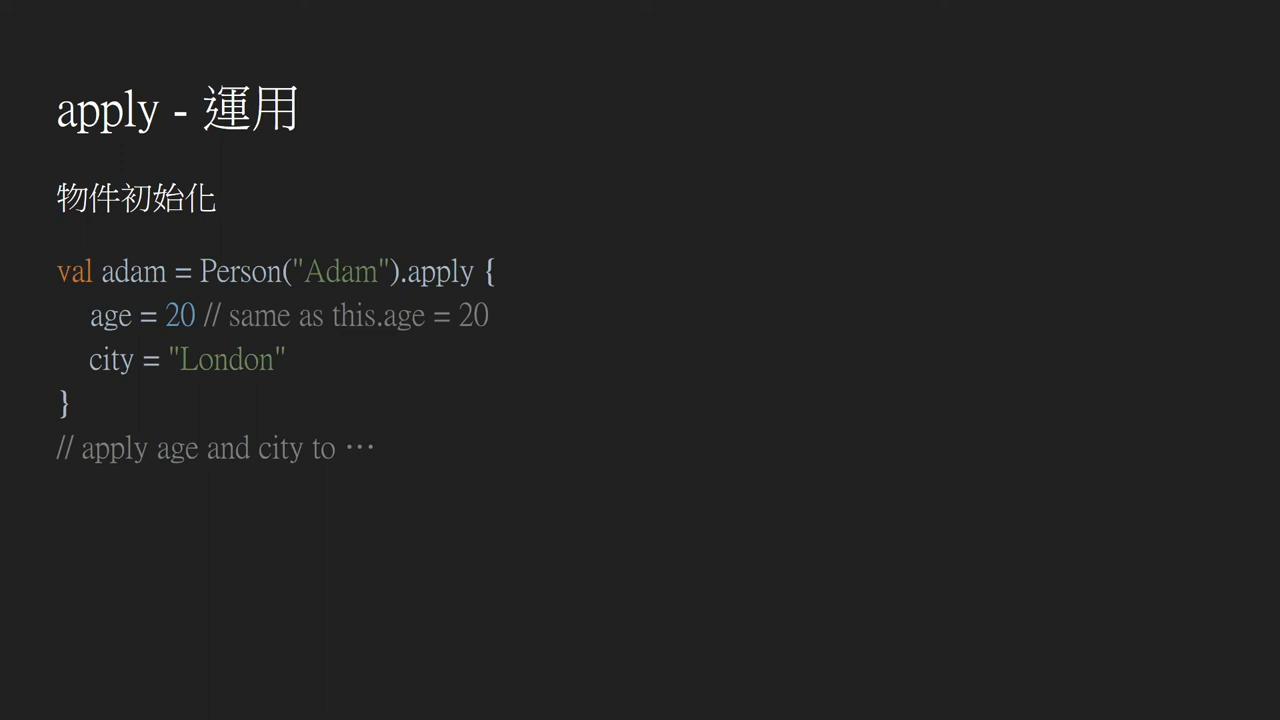 apply - 運用
物件初始化
val adam = Person("Adam").apply {
    age = 20 // same as this.age = 20
    city = "London"
}
// apply age and city to …